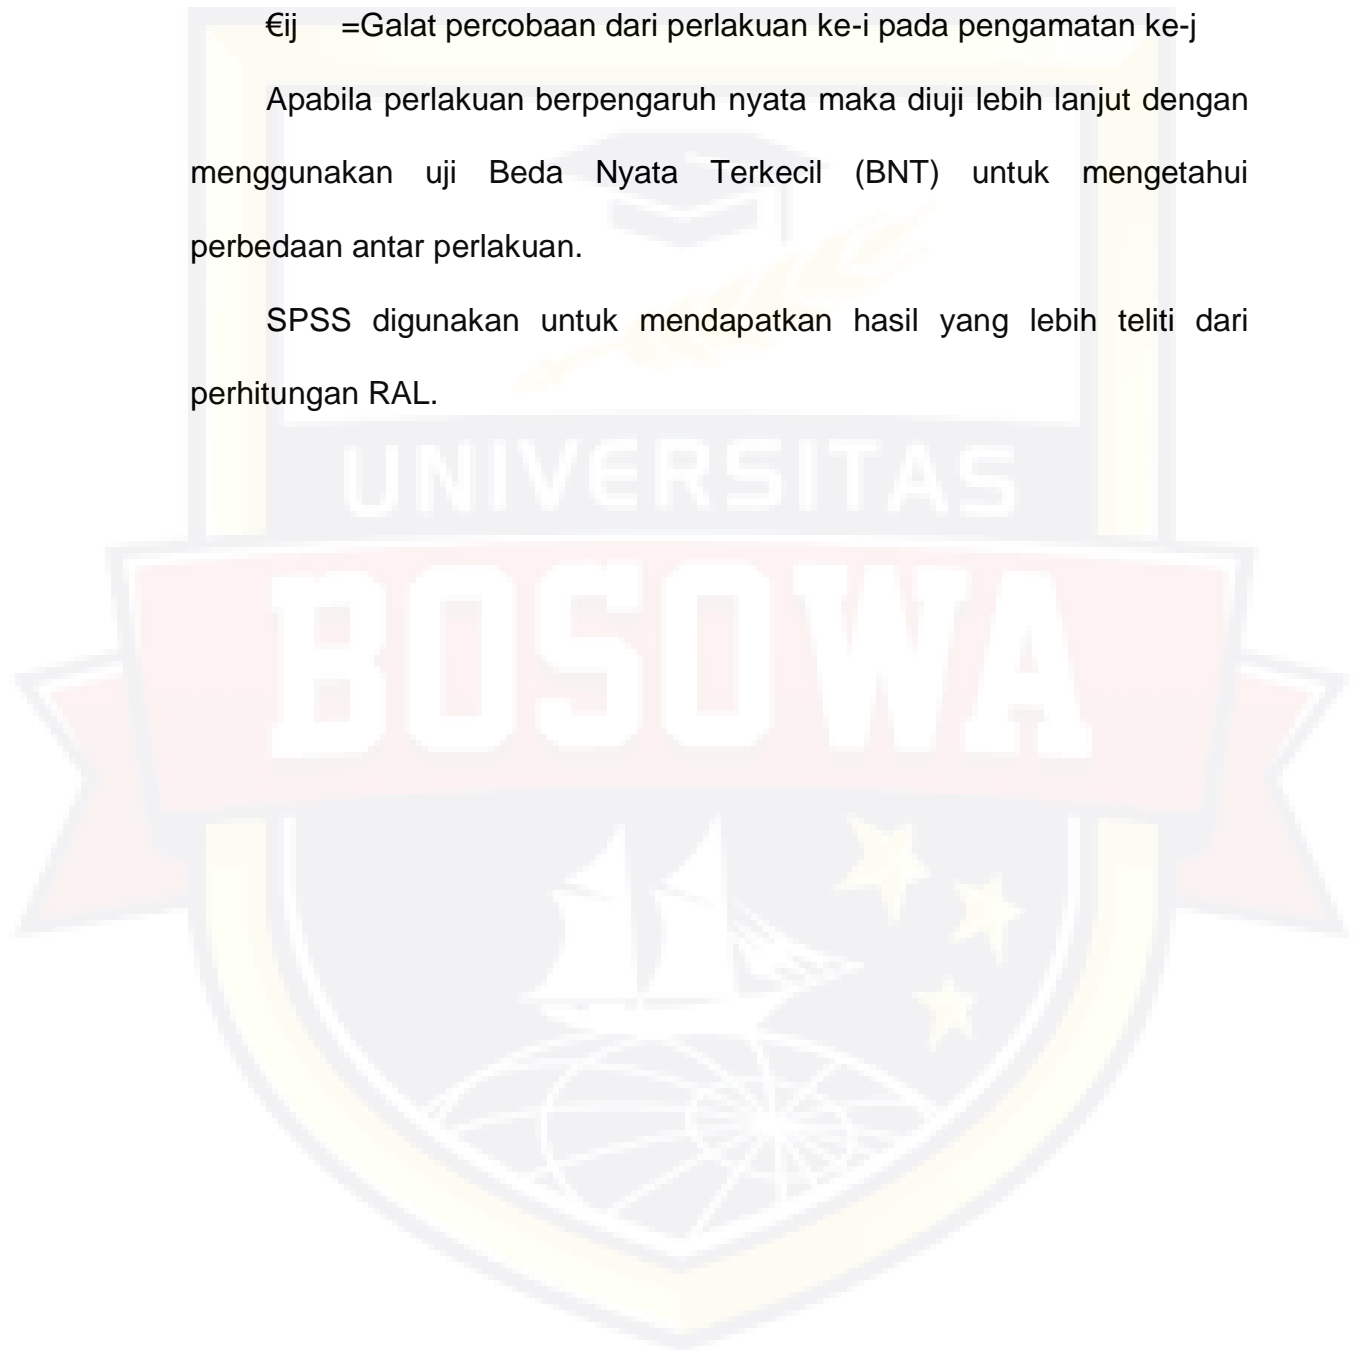 €ij =Galat percobaan dari perlakuan ke-i pada pengamatan ke-j
Apabila perlakuan berpengaruh nyata maka diuji lebih lanjut dengan
menggunakan uji Beda Nyata Terkecil (BNT) untuk mengetahui
perbedaan antar perlakuan.
SPSS digunakan untuk mendapatkan hasil yang lebih teliti dari
perhitungan RAL.
UNIVERSITAS
BOSOWA